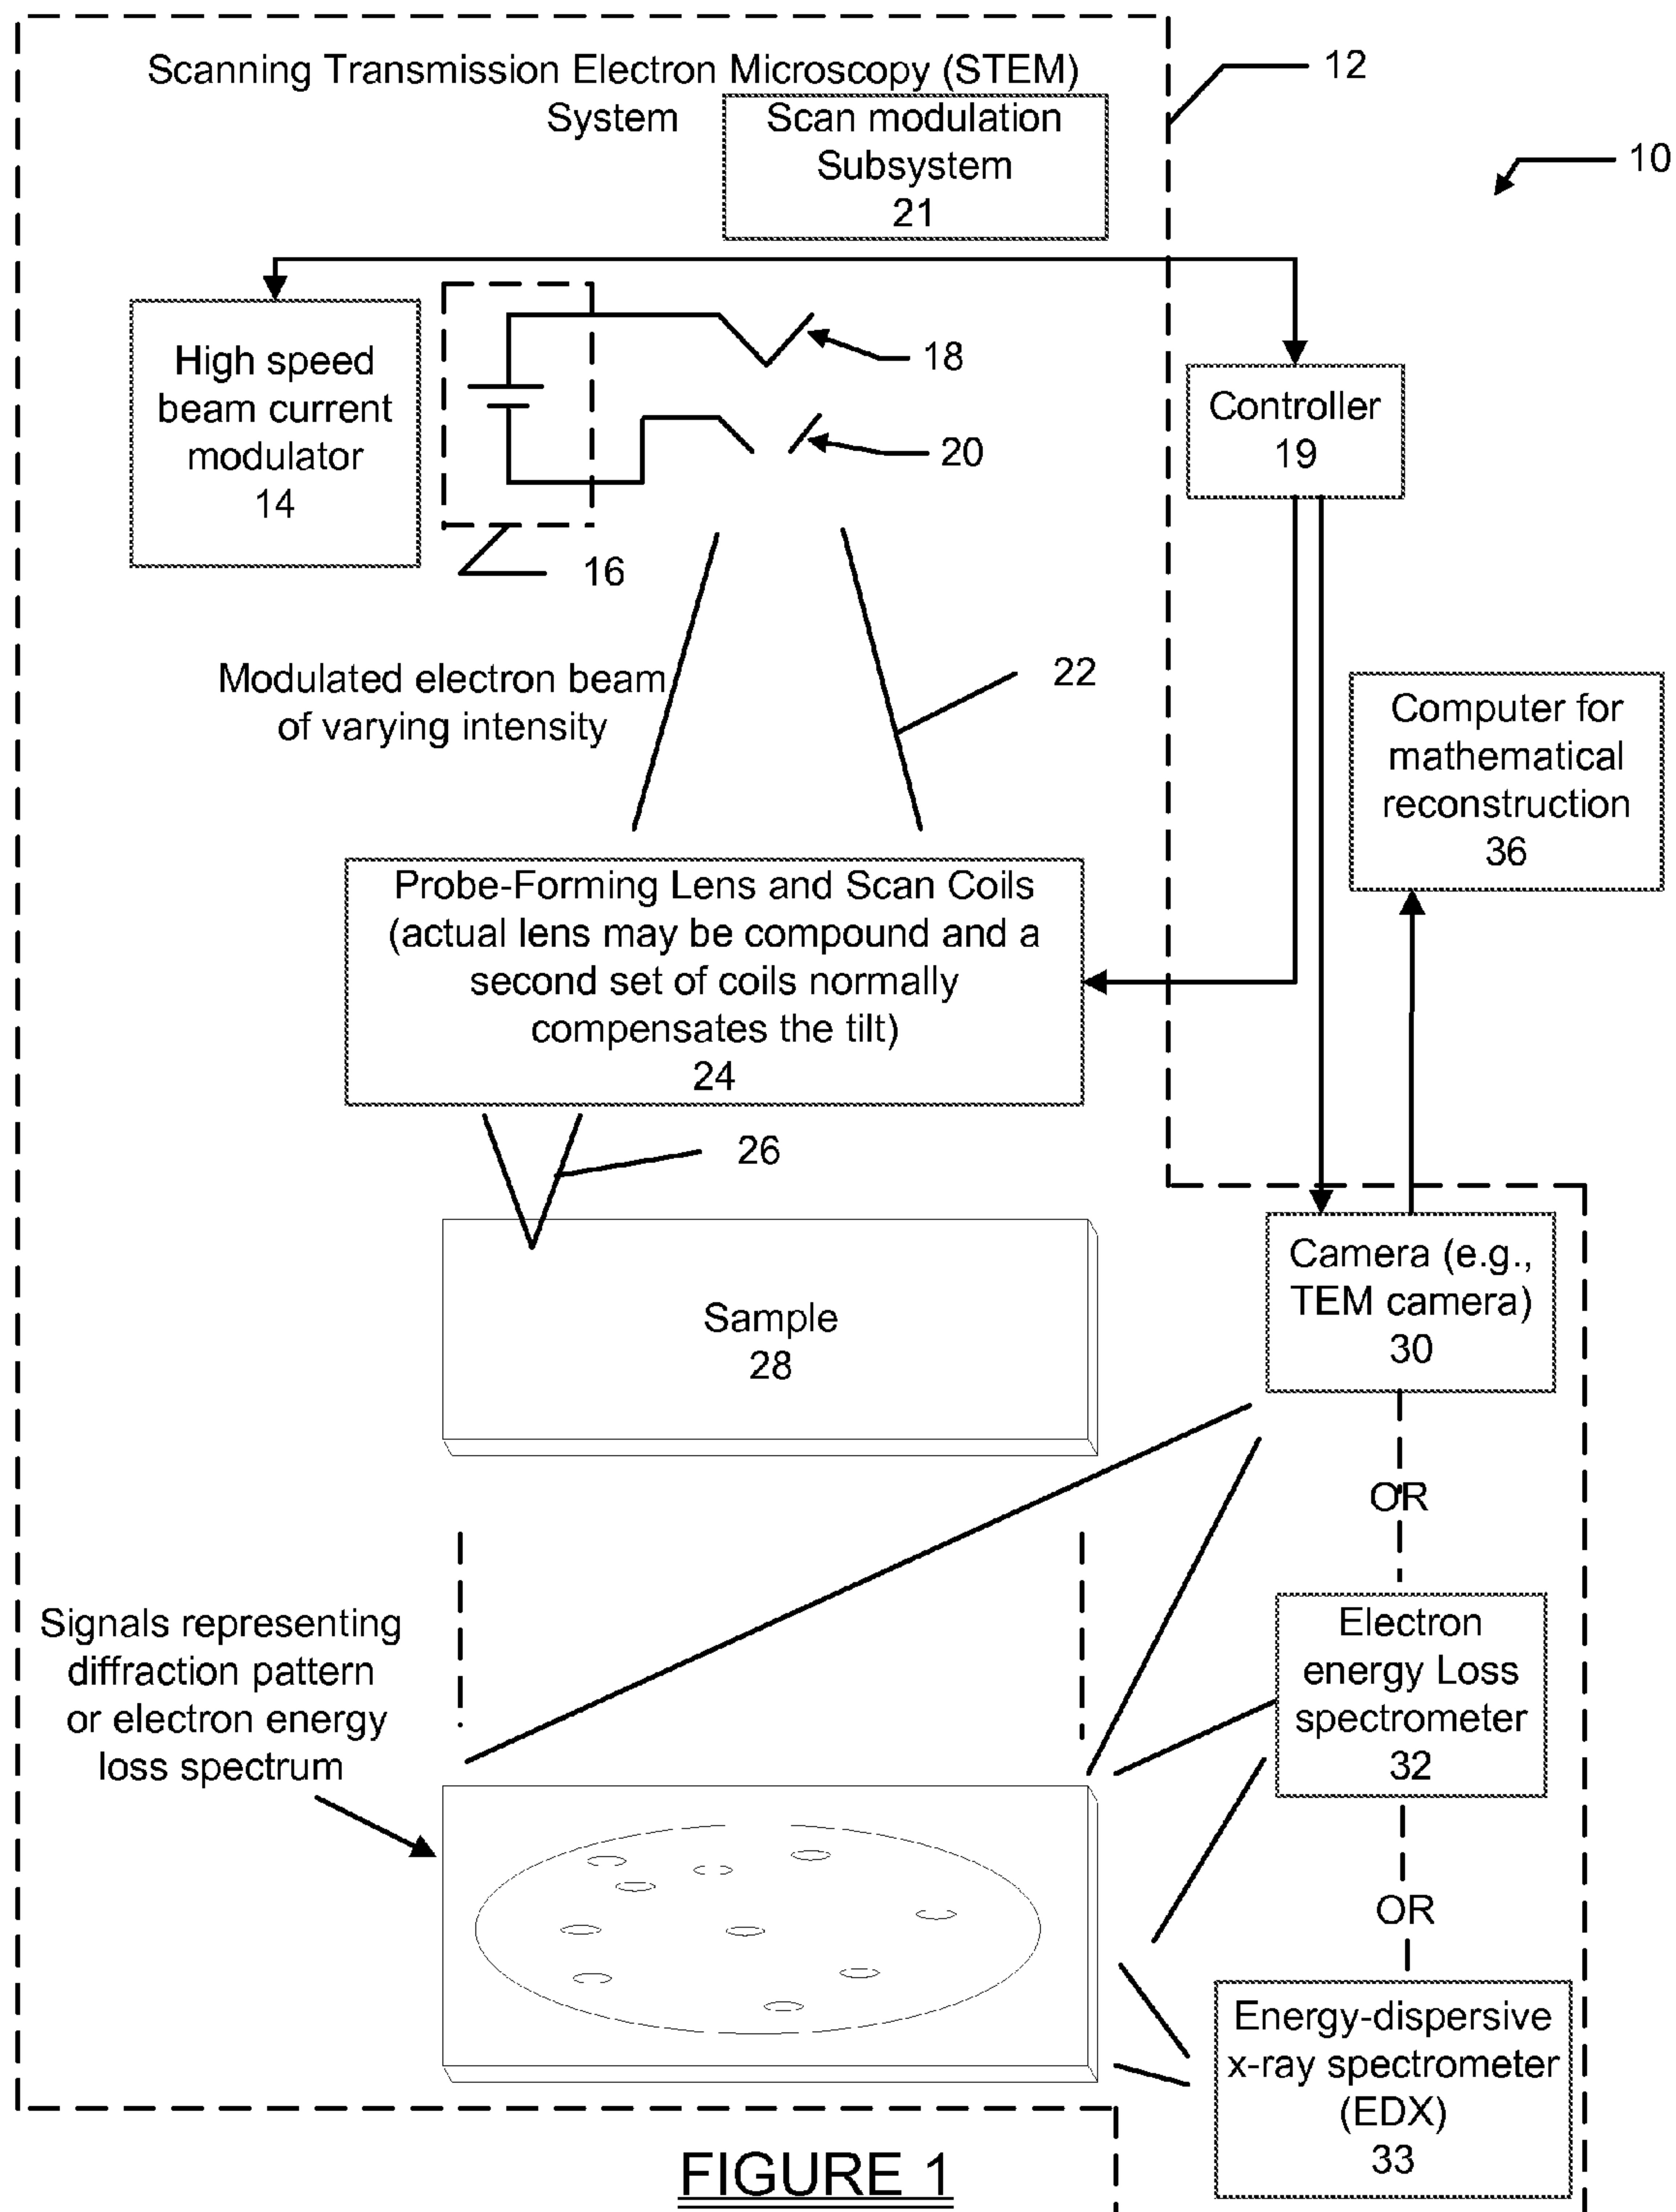 Scanning Transmission Electron Microscopy (STEM)
System
Scan modulation
Subsystem
21
12
10
High speed
beam current
modulator
14
18
20
16
Controller
19
Modulated electron beam
of varying intensity
22
Computer for
mathematical
reconstruction
36
Probe-Forming Lens and Scan Coils
(actual lens may be compound and a
second set of coils normally
compensates the tilt)
24
26
Sample
28
Camera (e.g.,
TEM camera)
30
OR
Signals representing
diffraction pattern
or electron energy
loss spectrum
Electron
energy Loss
spectrometer
32
OR
Energy-dispersive
x-ray spectrometer
(EDX)
33
FIGURE 1